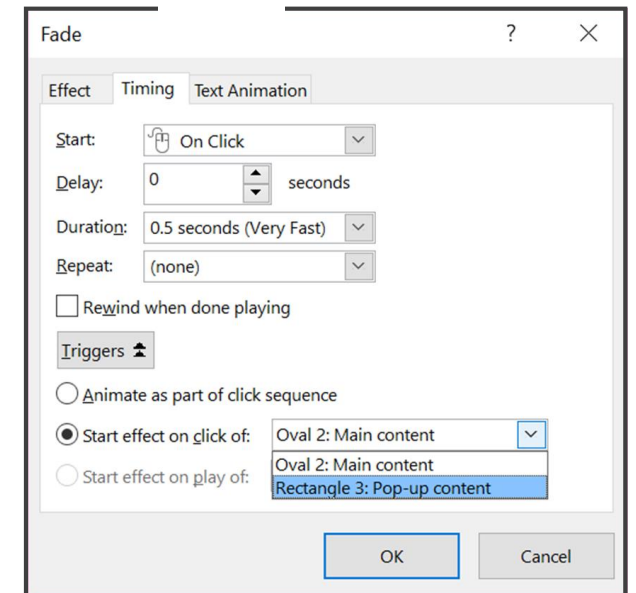 Fade ?
Effect Timing Text Animation
Start: On Click
Delay: 0 seconds
Duration: 0.5 seconds (Very Fast)
Repeat: (none)
Rewind when done playing
Triggers
Animate as part of click sequence
Start effect on click of: Oval 2: Main content
Oval 2: Main content
Start effect on play of: Rectangle 3: Pop-up content
OK Cancel